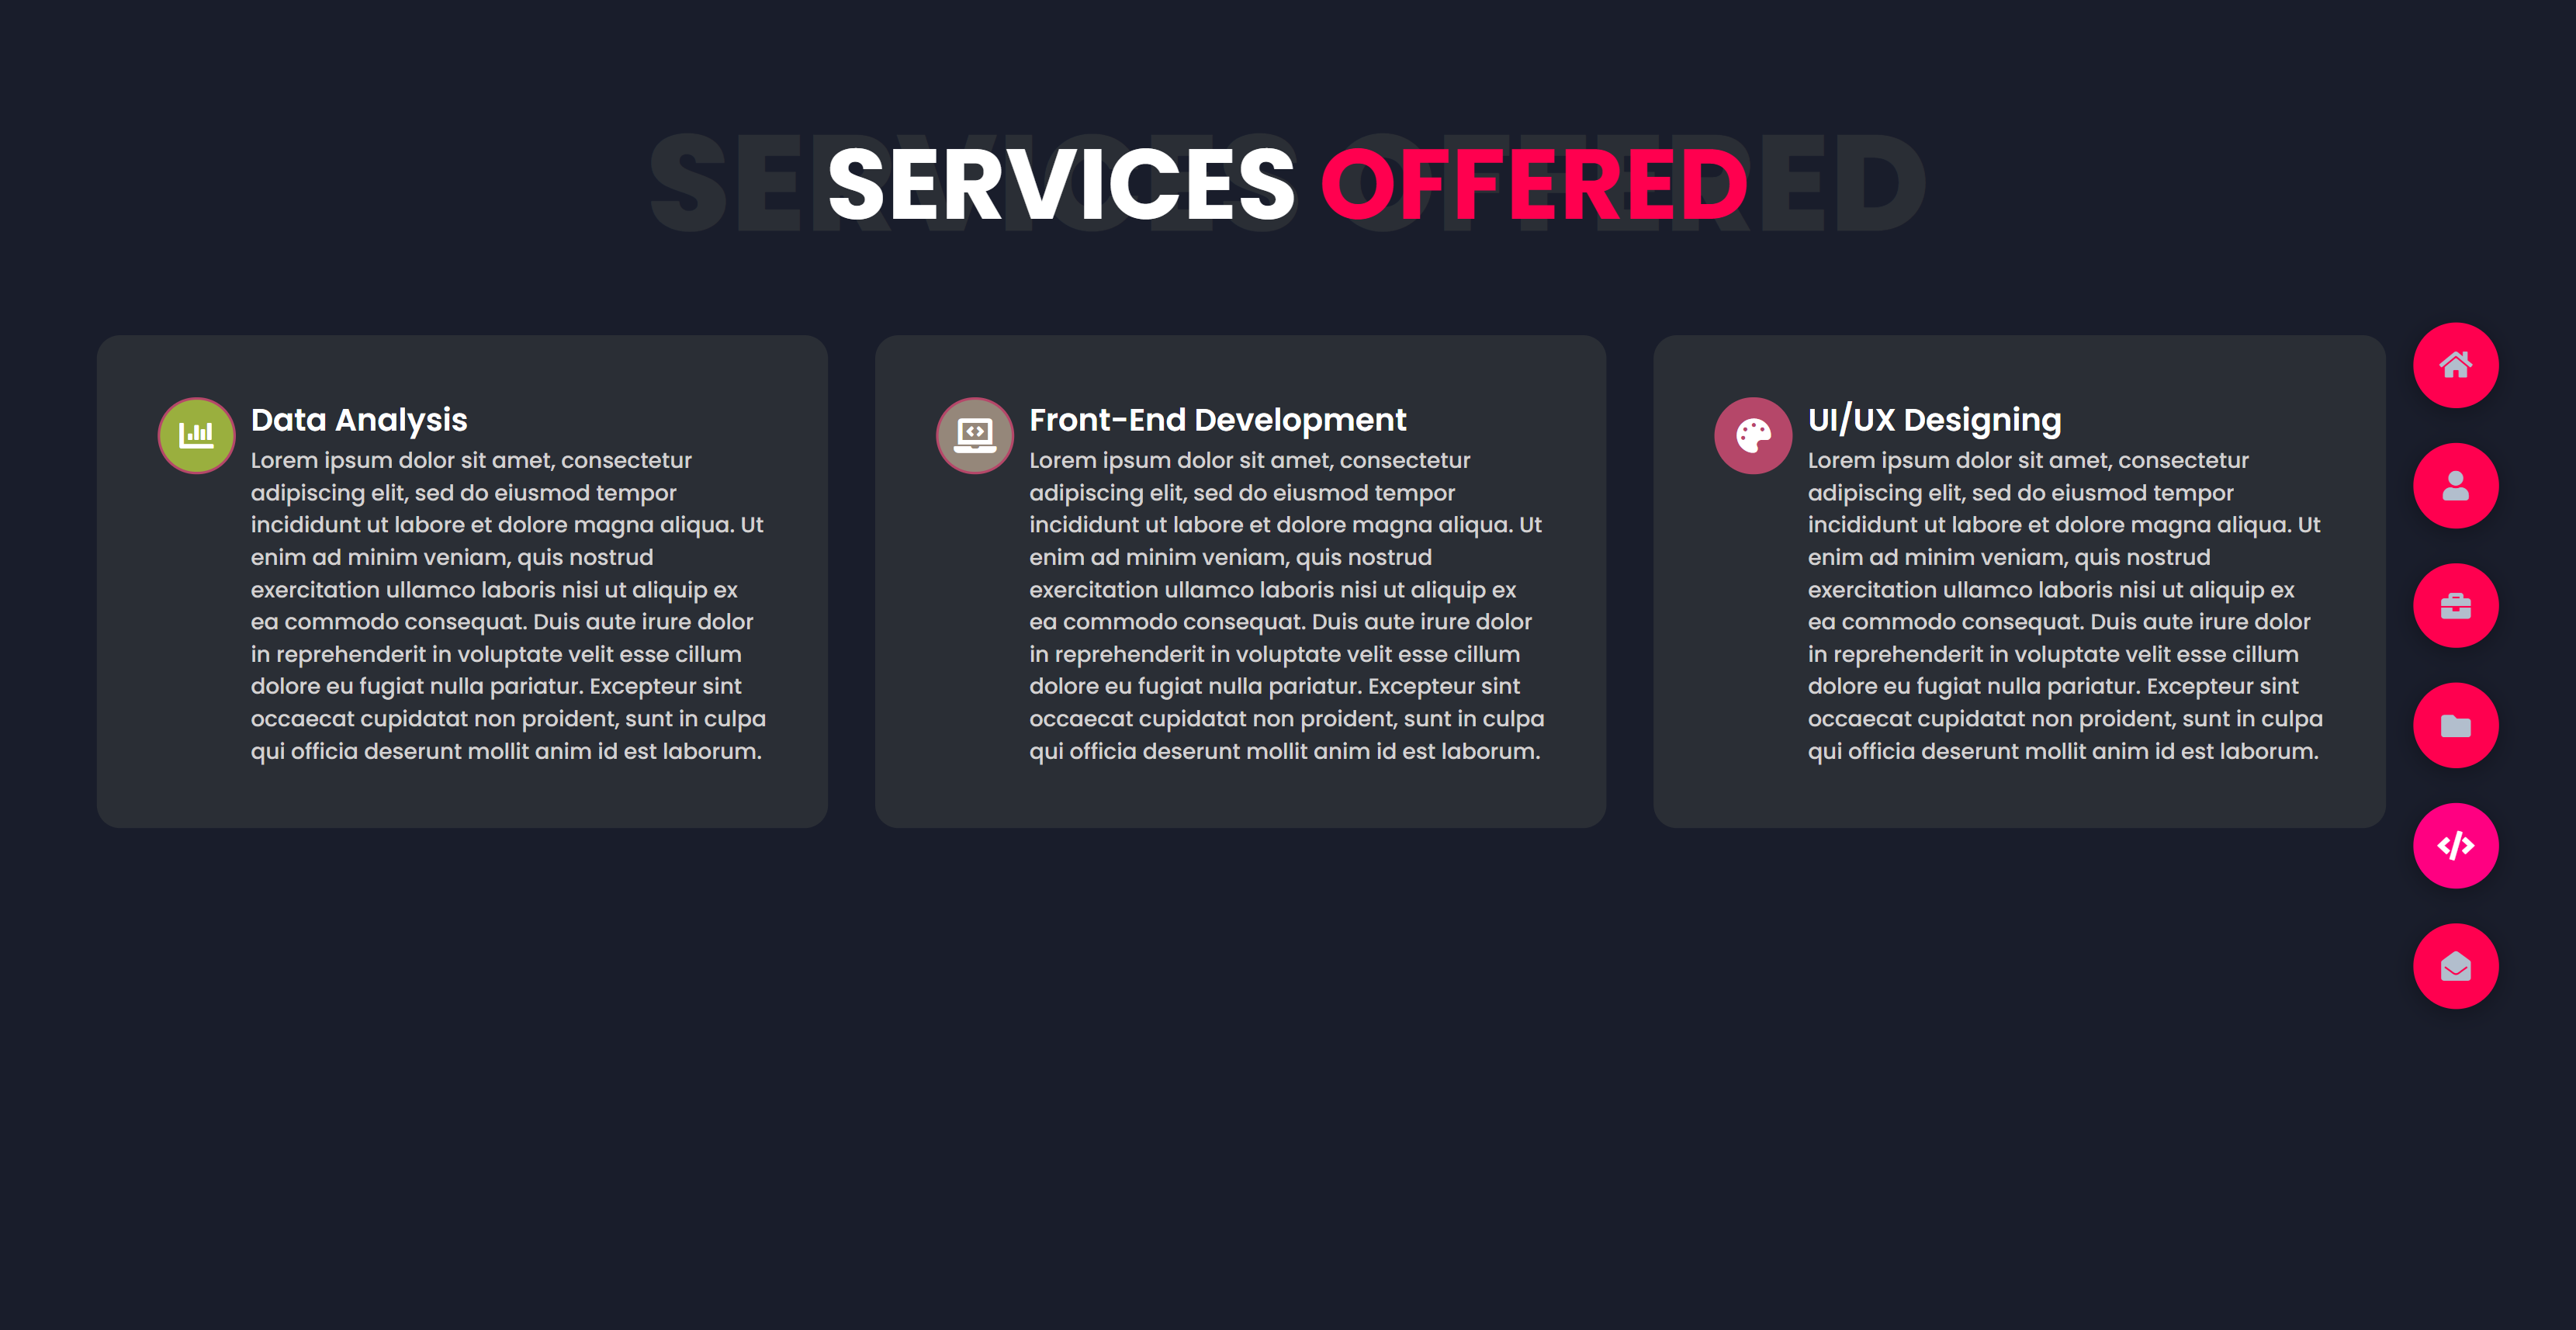 SERVICES OFFERED
SERVICES OFFERED
Data Analysis
Lorem ipsum dolor sit amet, consectetur
adipiscing elit, sed do eiusmod tempor
incididunt ut labore et dolore magna aliqua. Ut
enim ad minim veniam, quis nostrud
exercitation ullamco laboris nisi ut aliquip ex
ea commodo consequat. Duis aute irure dolor
in reprehenderit in voluptate velit esse cillum
dolore eu fugiat nulla pariatur. Excepteur sint
occaecat cupidatat non proident, sunt in culpa
qui officia deserunt mollit anim id est laborum.
Front-End Development
Lorem ipsum dolor sit amet, consectetur
adipiscing elit, sed do eiusmod tempor
incididunt ut labore et dolore magna aliqua. Ut
enim ad minim veniam, quis nostrud
exercitation ullamco laboris nisi ut aliquip ex
ea commodo consequat. Duis aute irure dolor
in reprehenderit in voluptate velit esse cillum
dolore eu fugiat nulla pariatur. Excepteur sint
occaecat cupidatat non proident, sunt in culpa
qui officia deserunt mollit anim id est laborum.
UI/UX Designing
Lorem ipsum dolor sit amet, consectetur
adipiscing elit, sed do eiusmod tempor
incididunt ut labore et dolore magna aliqua. Ut
enim ad minim veniam, quis nostrud
exercitation ullamco laboris nisi ut aliquip ex
ea commodo consequat. Duis aute irure dolor
in reprehenderit in voluptate velit esse cillum
dolore eu fugiat nulla pariatur. Excepteur sint
occaecat cupidatat non proident, sunt in culpa
qui officia deserunt mollit anim id est laborum.